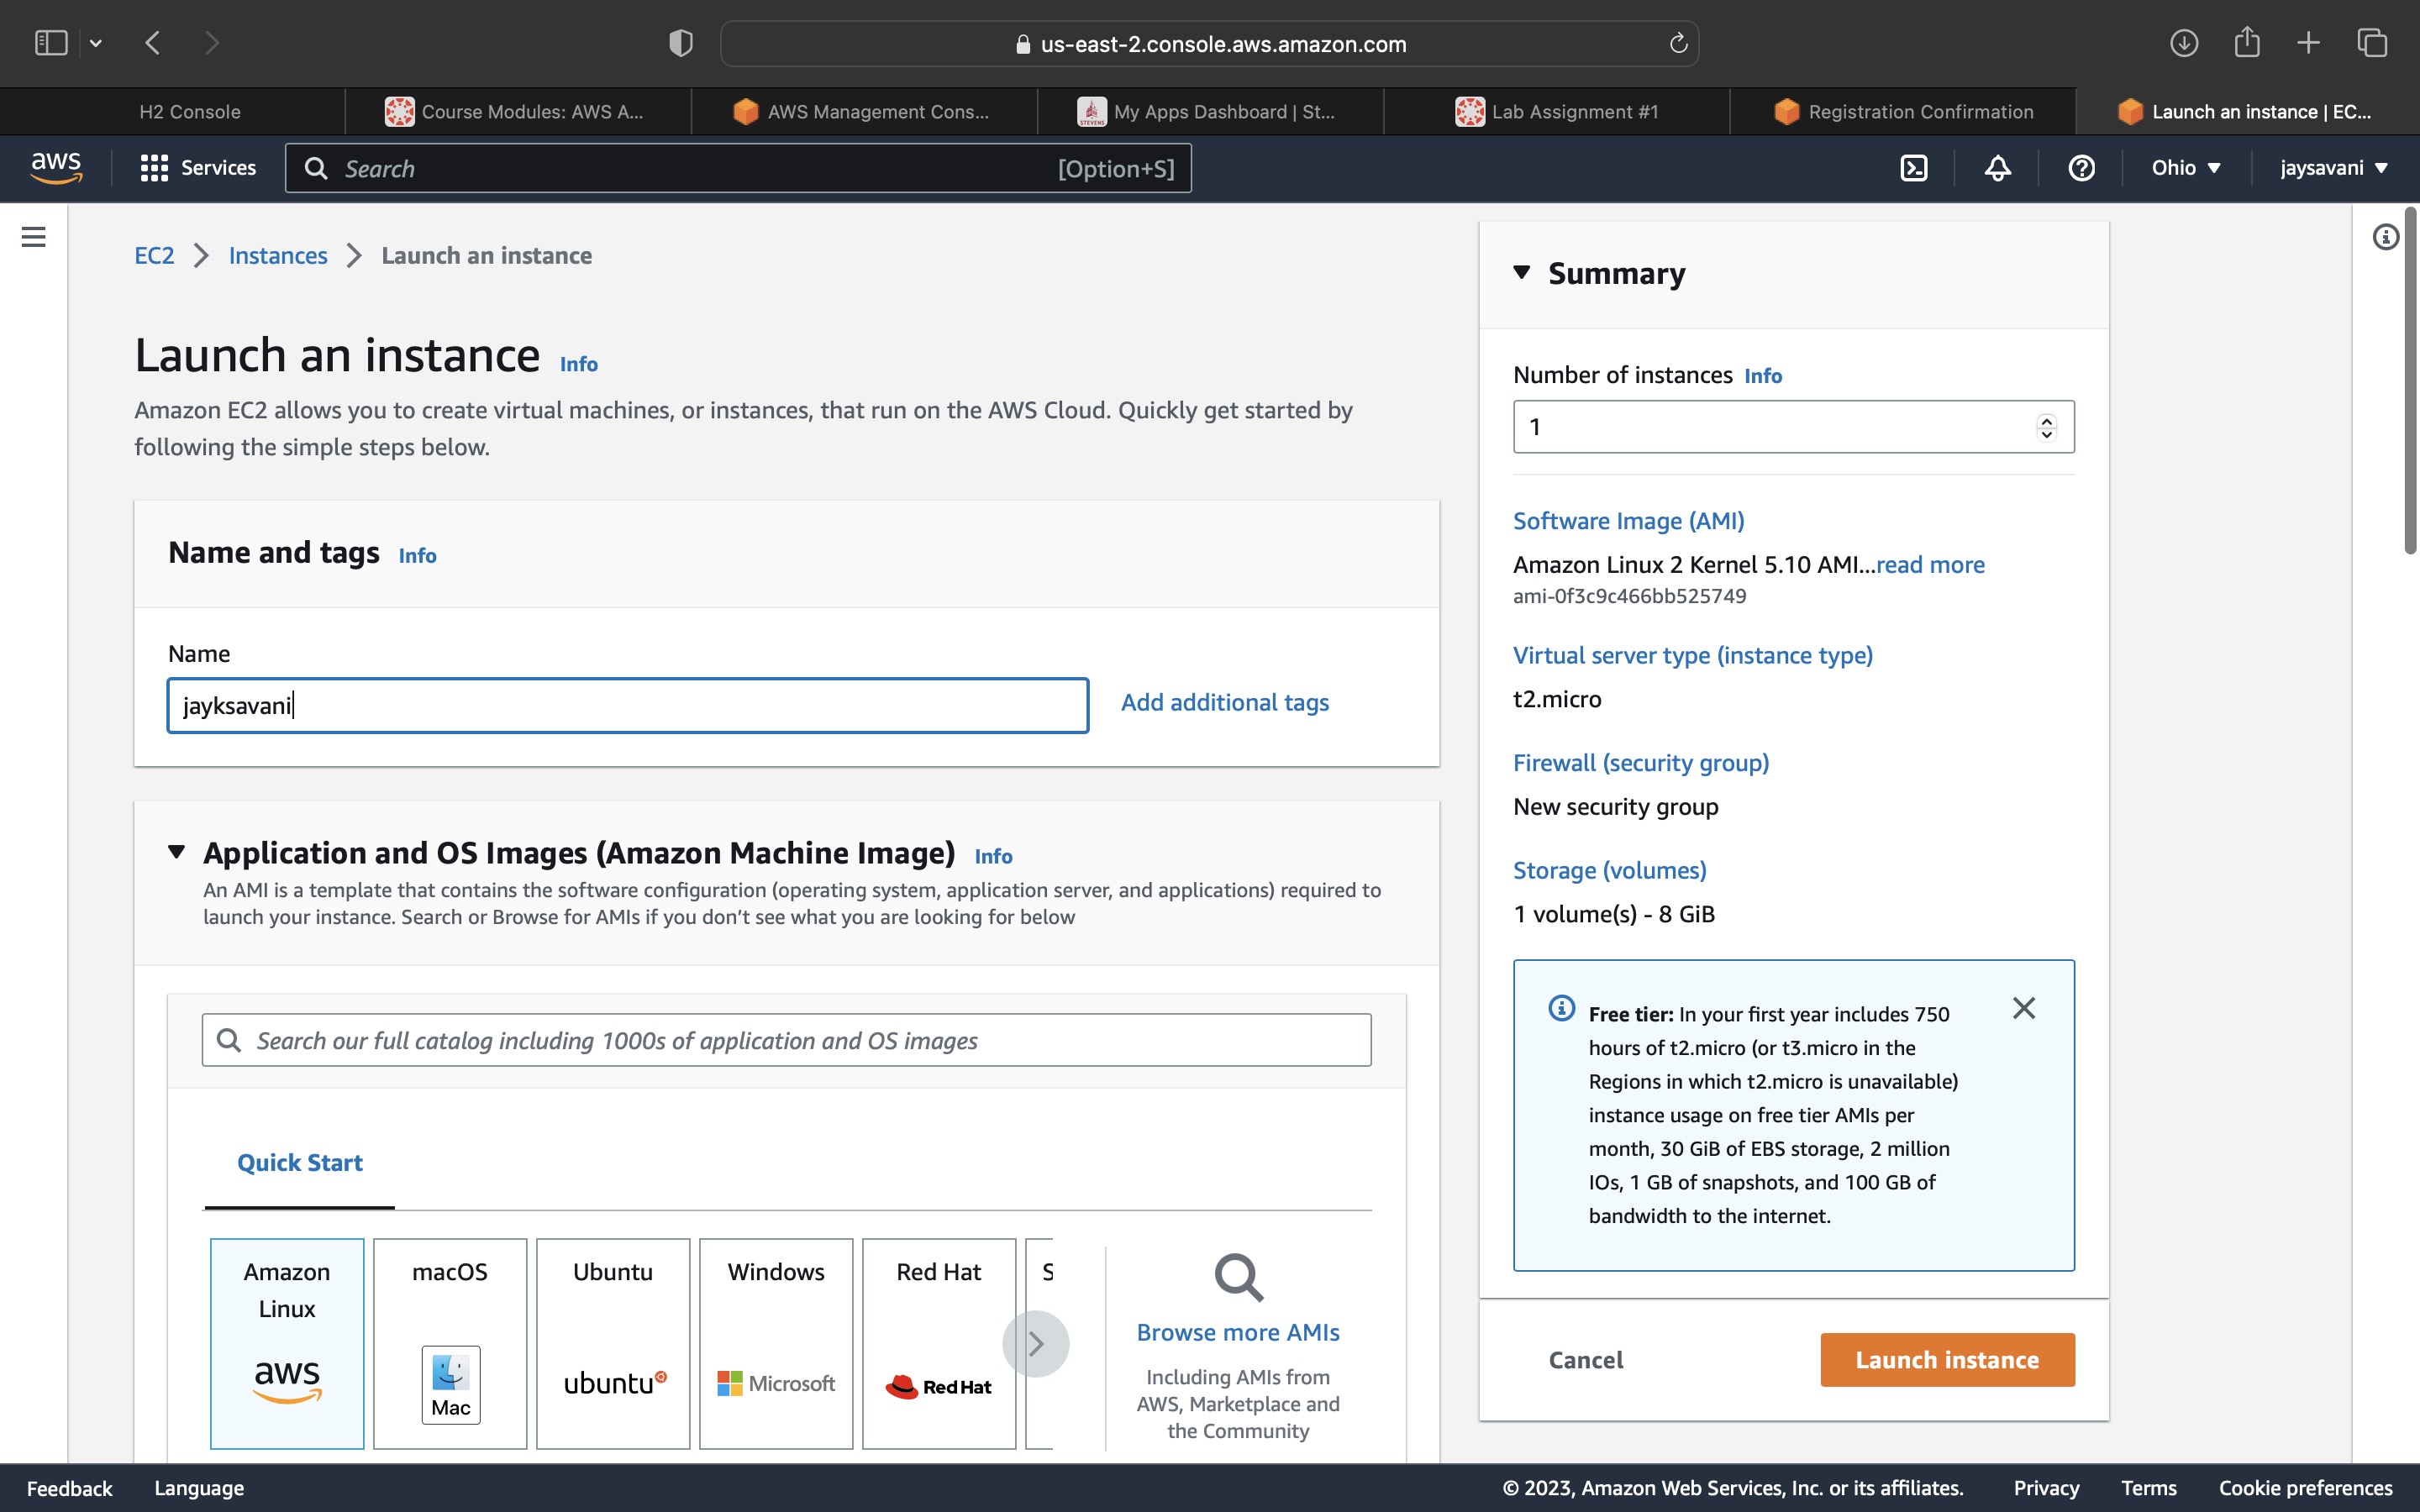 us-east-2.console.aws.amazon.com
H2 Console
Course Modules: AWS A...
AWS Management Cons...
STEVENS
My Apps Dashboard | St...
Lab Assignment #1
Registration Confirmation
Launch an instance | EC...
aws
Services
Search
[Option+S]
Ohio
jaysavani
EC2
Instances
Launch an instance
Launch an instance Info
Amazon EC2 allows you to create virtual machines, or instances, that run on the AWS Cloud. Quickly get started by
following the simple steps below.
Name and tags Info
Name
jayksavani
Add additional tags
Application and OS Images (Amazon Machine Image) Info
An AMI is a template that contains the software configuration (operating system, application server, and applications) required to
launch your instance. Search or Browse for AMIs if you don't see what you are looking for below
Search our full catalog including 1000s of application and OS images
Quick Start
Amazon
Linux
aws
macOS
Mac
Ubuntu
ubuntu
Windows
Microsoft
Red Hat
Red Hat
S
Browse more AMIs
Including AMIs from
AWS, Marketplace and
the Community
Summary
Number of instances Info
1
Software Image (AMI)
Amazon Linux 2 Kernel 5.10 AMI...read more
ami-0f3c9c466bb525749
Virtual server type (instance type)
t2.micro
Firewall (security group)
New security group
Storage (volumes)
1 volume(s) - 8 GiB
Free tier: In your first year includes 750
hours of t2.micro (or t3.micro in the
Regions in which t2.micro is unavailable)
instance usage on free tier AMIs per
month, 30 GiB of EBS storage, 2 million
IOs, 1 GB of snapshots, and 100 GB of
bandwidth to the internet.
Cancel
Launch instance
Feedback
Language
© 2023, Amazon Web Services, Inc. or its affiliates.
Privacy
Terms
Cookie preferences